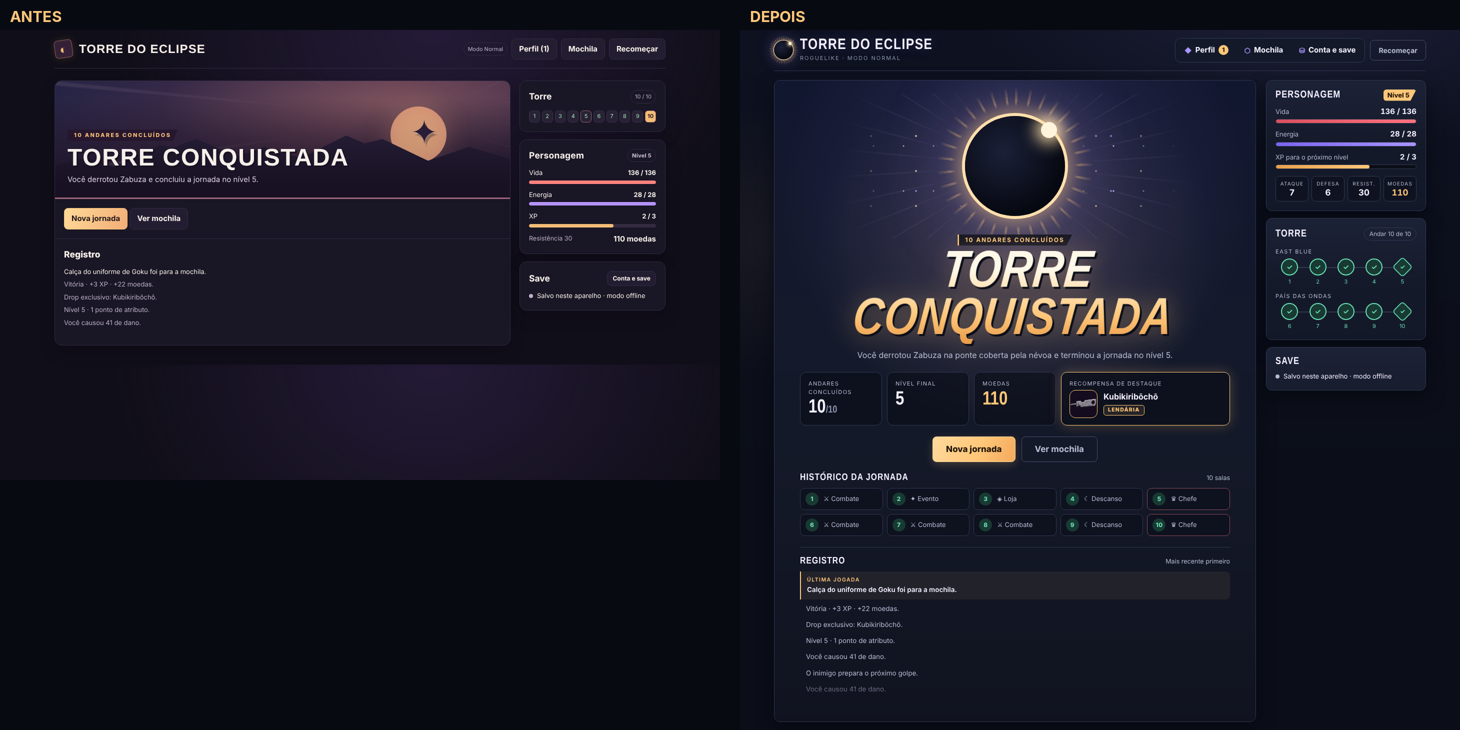 ANTES
TORRE DO ECLIPSE
Modo Normal
Perfil (1)
Mochila
Recomeçar
10 ANDARES CONCLUÍDOS
TORRE CONQUISTADA
Você derrotou Zabuza e concluiu a jornada no nível 5.
Nova jornada
Ver mochila
Registro
Calça do uniforme de Goku foi para a mochila.
Vitória · +3 XP · +22 moedas.
Drop exclusivo: Kubikiribōchō.
Nível 5 · 1 ponto de atributo.
Você causou 41 de dano.
Torre
10 / 10
1 2 3 4 5 6 7 8 9 10
Personagem
Nível 5
Vida 136 / 136
Energia 28 / 28
XP 2 / 3
Resistência 30 110 moedas
Save
Conta e save
Salvo neste aparelho · modo offline
DEPOIS
TORRE DO ECLIPSE
ROGUELIKE · MODO NORMAL
Perfil 1
Mochila
Conta e save
Recomeçar
10 ANDARES CONCLUÍDOS
TORRE
CONQUISTADA
Você derrotou Zabuza na ponte coberta pela névoa e terminou a jornada no nível 5.
ANDARES
CONCLUÍDOS
10/10
NÍVEL FINAL
5
MOEDAS
110
RECOMPENSA DE DESTAQUE
Kubikiribōchō
LENDÁRIA
Nova jornada
Ver mochila
HISTÓRICO DA JORNADA
10 salas
1 Combate
2 Evento
3 Loja
4 Descanso
5 Chefe
6 Combate
7 Combate
8 Combate
9 Descanso
10 Chefe
REGISTRO
Mais recente primeiro
ÚLTIMA JOGADA
Calça do uniforme de Goku foi para a mochila.
Vitória · +3 XP · +22 moedas.
Drop exclusivo: Kubikiribōchō.
Nível 5 · 1 ponto de atributo.
Você causou 41 de dano.
O inimigo prepara o próximo golpe.
Você causou 41 de dano.
PERSONAGEM
Nível 5
Vida 136 / 136
Energia 28 / 28
XP para o próximo nível 2 / 3
ATAQUE
7
DEFESA
6
RESIST.
30
MOEDAS
110
TORRE
Andar 10 de 10
EAST BLUE
1 2 3 4 5
PAÍS DAS ONDAS
6 7 8 9 10
SAVE
Salvo neste aparelho · modo offline